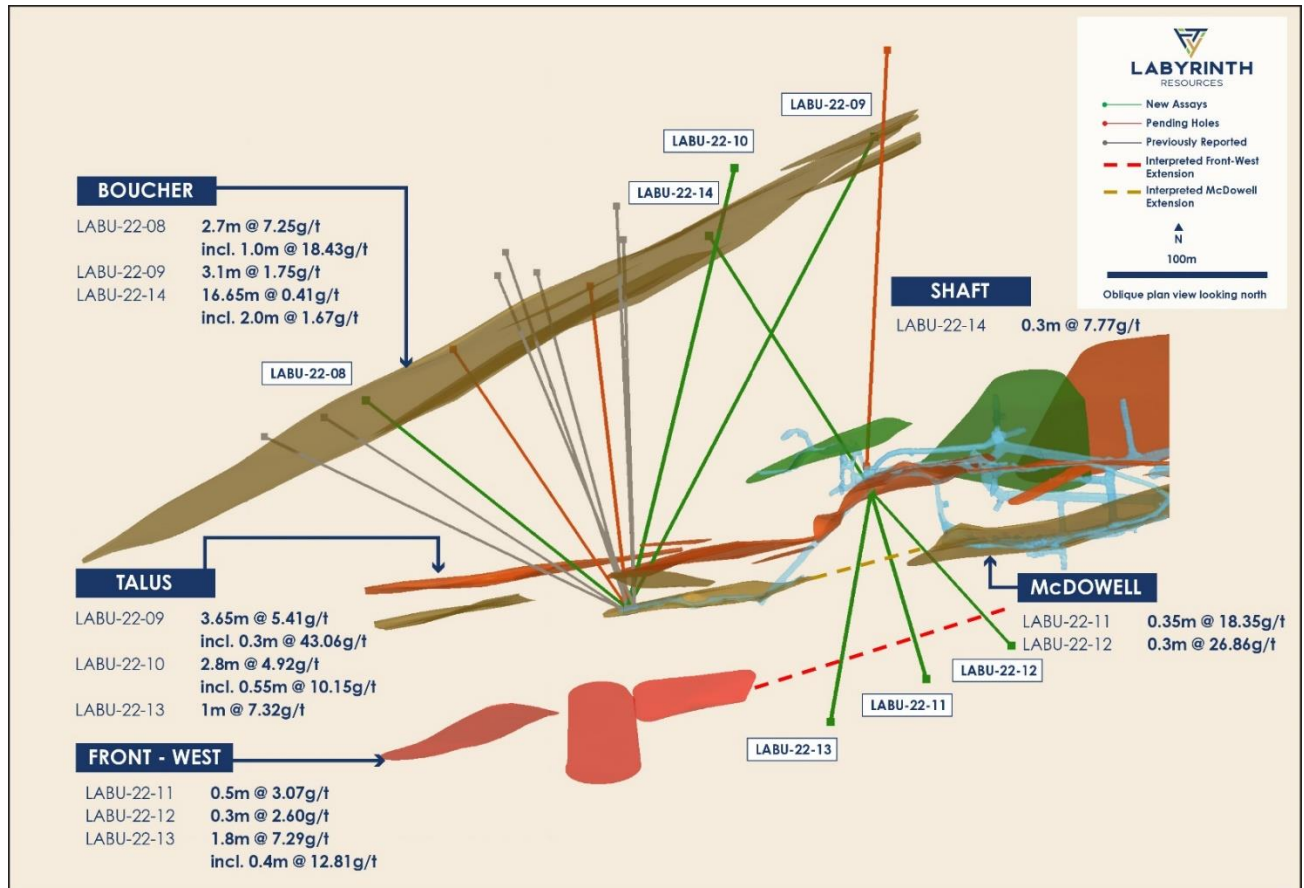 LABYRINTH
RESOURCES
New Assays
Pending Holes
Previously Reported
Interpreted Front-West
Extension
Interpreted McDowell
Extension
N
100m
Oblique plan view looking north
LABU-22-09
LABU-22-10
LABU-22-14
LABU-22-08
BOUCHER
LABU-22-08 2.7m @ 7.25g/t
incl. 1.0m @ 18.43g/t
LABU-22-09 3.1m @ 1.75g/t
LABU-22-14 16.65m @ 0.41g/t
incl. 2.0m @ 1.67g/t
SHAFT
LABU-22-14 0.3m @ 7.77g/t
TALUS
LABU-22-09 3.65m @ 5.41g/t
incl. 0.3m @ 43.06g/t
LABU-22-10 2.8m @ 4.92g/t
incl. 0.55m @ 10.15g/t
LABU-22-13 1m @ 7.32g/t
McDOWELL
LABU-22-11 0.35m @ 18.35g/t
LABU-22-12 0.3m @ 26.86g/t
LABU-22-12
LABU-22-11
LABU-22-13
FRONT - WEST
LABU-22-11 0.5m @ 3.07g/t
LABU-22-12 0.3m @ 2.60g/t
LABU-22-13 1.8m @ 7.29g/t
incl. 0.4m @ 12.81g/t